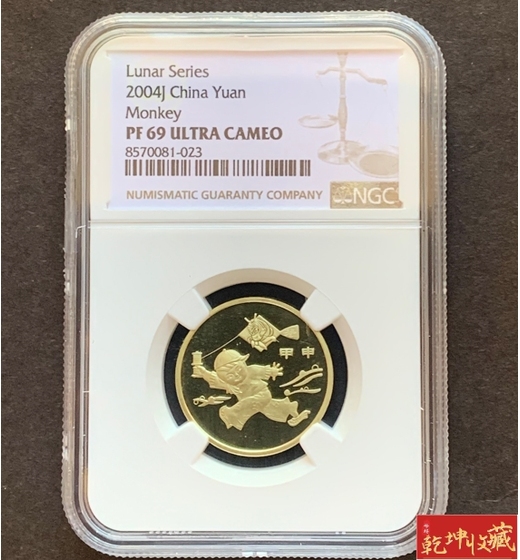 Lunar Series
2004J China Yuan
Monkey
PF 69 ULTRA CAMEO
8570081-023
NUMISMATIC GUARANTY COMPANY
NGC
甲申
乾坤收藏